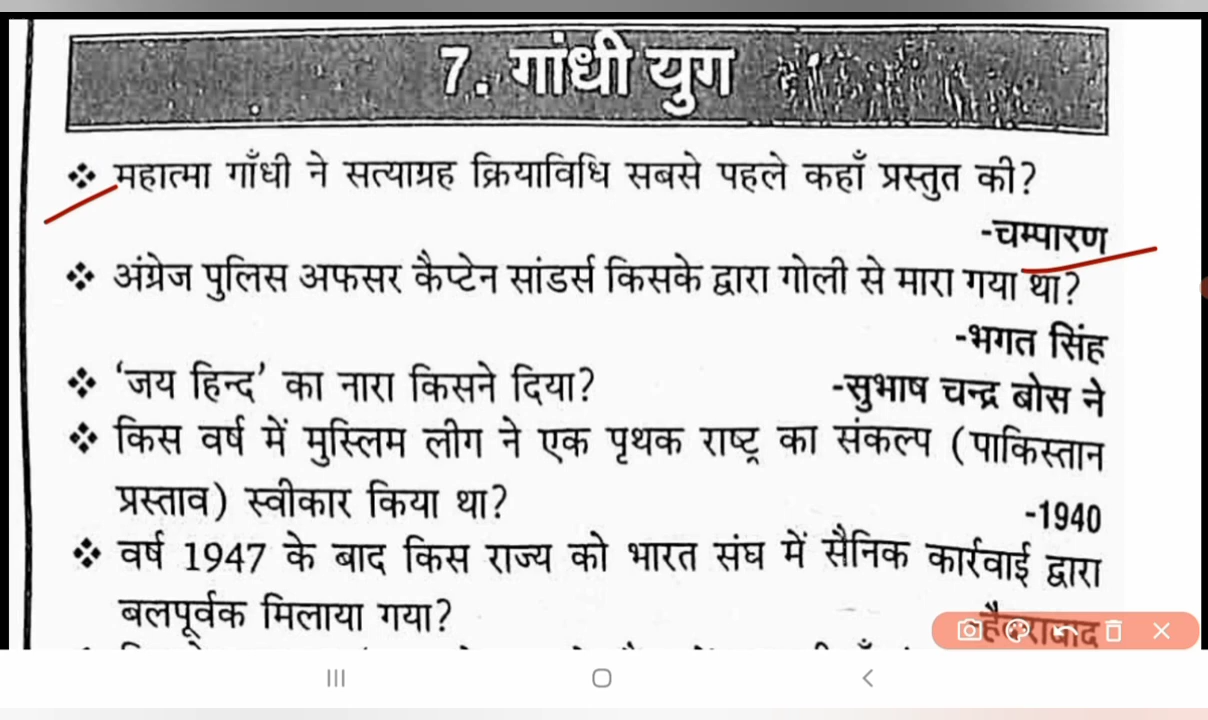 7. गांधी युग
❖ महात्मा गाँधी ने सत्याग्रह क्रियाविधि सबसे पहले कहाँ प्रस्तुत की?
-चम्पारण
❖ अंग्रेज पुलिस अफसर कैप्टेन सांडर्स किसके द्वारा गोली से मारा गया था?
-भगत सिंह
❖ ‘जय हिन्द’ का नारा किसने दिया? -सुभाष चन्द्र बोस ने
❖ किस वर्ष में मुस्लिम लीग ने एक पृथक राष्ट्र का संकल्प (पाकिस्तान
प्रस्ताव) स्वीकार किया था? -1940
❖ वर्ष 1947 के बाद किस राज्य को भारत संघ में सैनिक कार्रवाई द्वारा
बलपूर्वक मिलाया गया? -हैदराबाद